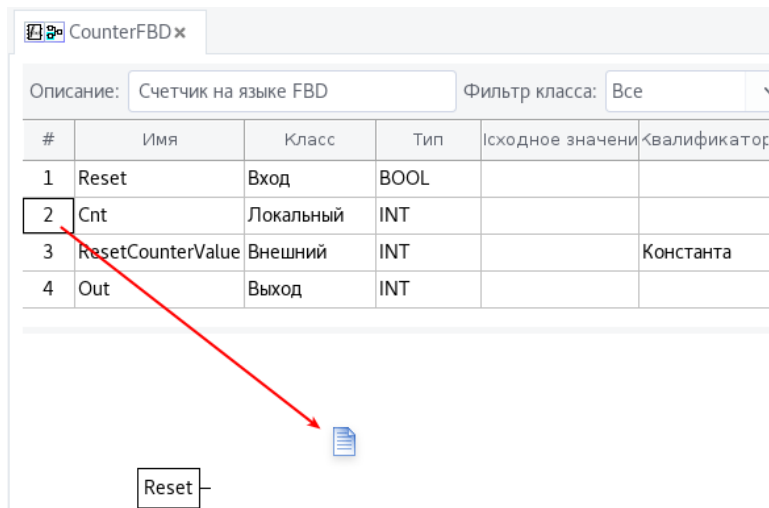 CounterFBD×
Описание: Счетчик на языке FBD Фильтр класса: Все
# Имя Класс Тип Ісходное значени Квалификатор
1 Reset Вход BOOL
2 Cnt Локальный INT
3 ResetCounterValue Внешний INT Константа
4 Out Выход INT
Reset